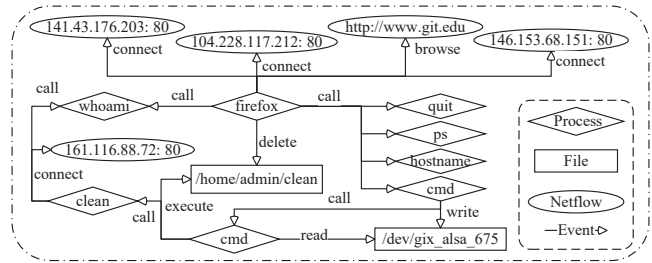 141.43.176.203: 80
http://www.git.edu
104.228.117.212: 80
146.153.68.151: 80
connect
browse
connect
connect
call
call
call
whoami
firefox
quit
Process
ps
delete
161.116.88.72: 80
hostname
File
/home/admin/clean
cmd
connect
call
execute
clean
Netflow
call
write
cmd
read
/dev/gix_alsa_675
Event